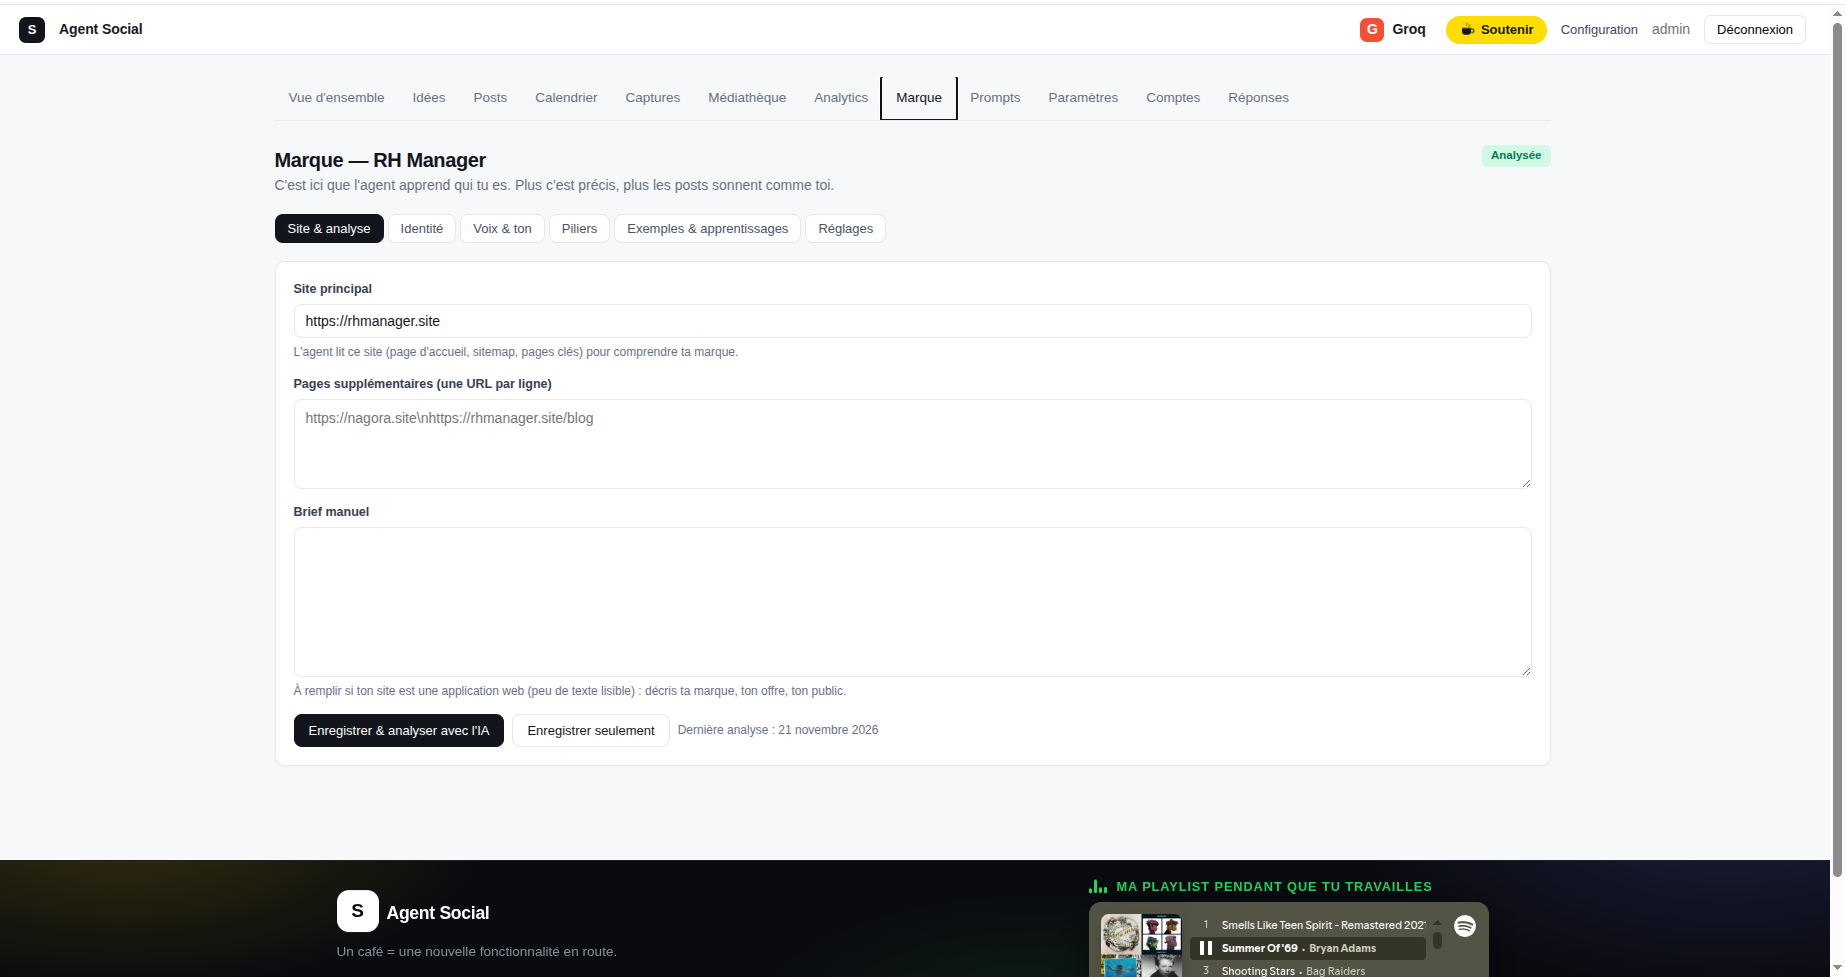 S Agent Social
G Groq Soutenir Configuration admin Déconnexion
Vue d'ensemble Idées Posts Calendrier Captures Médiathèque Analytics Marque Prompts Paramètres Comptes Réponses
Marque — RH Manager
Analysée
C'est ici que l'agent apprend qui tu es. Plus c'est précis, plus les posts sonnent comme toi.
Site & analyse Identité Voix & ton Piliers Exemples & apprentissages Réglages
Site principal
https://rhmanager.site
L'agent lit ce site (page d'accueil, sitemap, pages clés) pour comprendre ta marque.
Pages supplémentaires (une URL par ligne)
https://nagora.site\nhttps://rhmanager.site/blog
Brief manuel
À remplir si ton site est une application web (peu de texte lisible) : décris ta marque, ton offre, ton public.
Enregistrer & analyser avec l'IA Enregistrer seulement Dernière analyse : 21 novembre 2026
S Agent Social
Un café = une nouvelle fonctionnalité en route.
MA PLAYLIST PENDANT QUE TU TRAVAILLES
1 Smells Like Teen Spirit - Remastered 2021
Summer Of '69 • Bryan Adams
3 Shooting Stars • Bag Raiders